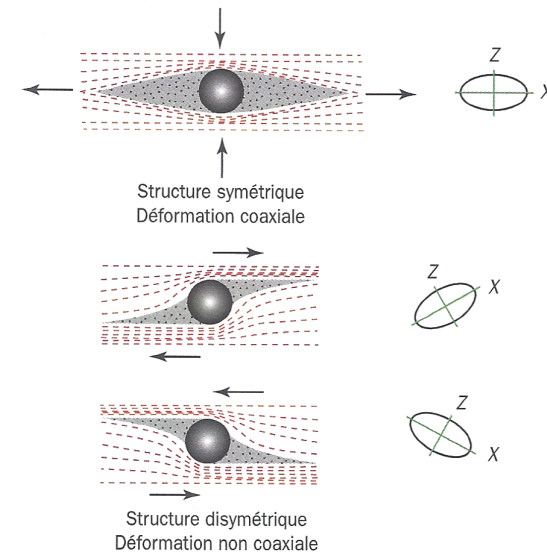 Z
X
Structure symétrique
Déformation coaxiale
Z
X
Z
X
Structure disymétrique
Déformation non coaxiale